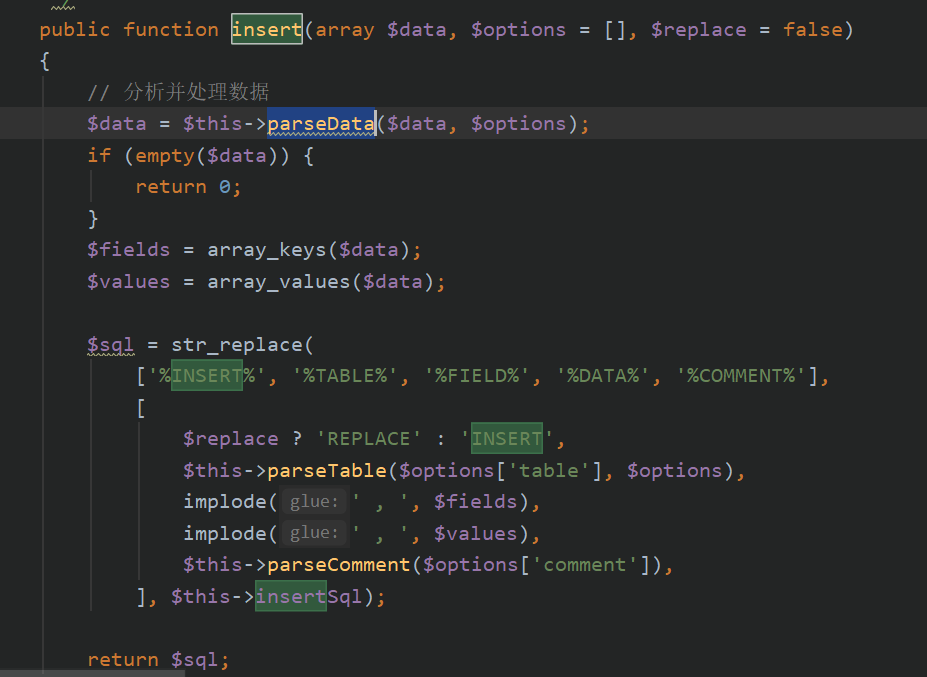 public function insert(array $data, $options = [], $replace = false)
{
// 分析并处理数据
$data = $this->parseData($data, $options);
if (empty($data)) {
return 0;
}
$fields = array_keys($data);
$values = array_values($data);
$sql = str_replace(
['%INSERT%', '%TABLE%', '%FIELD%', '%DATA%', '%COMMENT%'],
[
$replace ? 'REPLACE' : 'INSERT',
$this->parseTable($options['table'], $options),
implode( glue: ' , ', $fields),
implode( glue: ' , ', $values),
$this->parseComment($options['comment']),
], $this->insertSql);
return $sql;